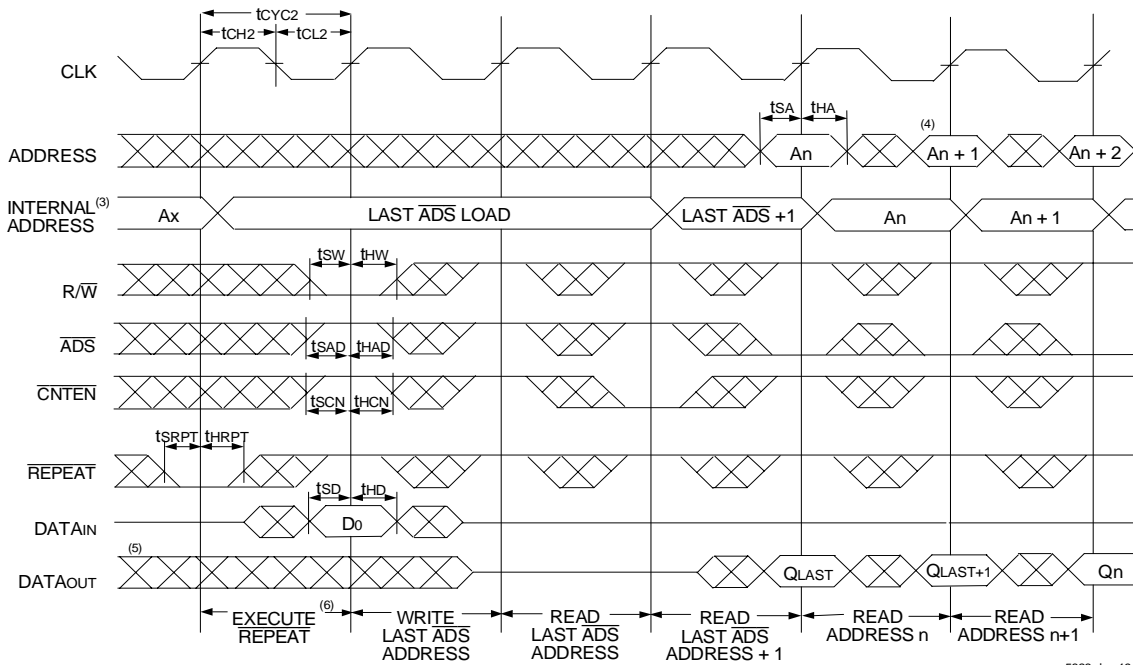 tCYC2
tCH2 tCL2
CLK
tSA tHA
ADDRESS An (4) An + 1 An + 2
INTERNAL(3) ADDRESS Ax LAST ADS LOAD LAST ADS +1 An An + 1
tSW tHW
R/W
ADS
tSAD tHAD
CNTEN
tSCN tHCN
tSRPT tHRPT
REPEAT
tSD tHD
DATAIN D0
(5)
DATAOUT QLAST QLAST+1 Qn
EXECUTE (6) REPEAT
WRITE LAST ADS ADDRESS
READ LAST ADS ADDRESS
READ LAST ADS ADDRESS + 1
READ ADDRESS n
READ ADDRESS n+1